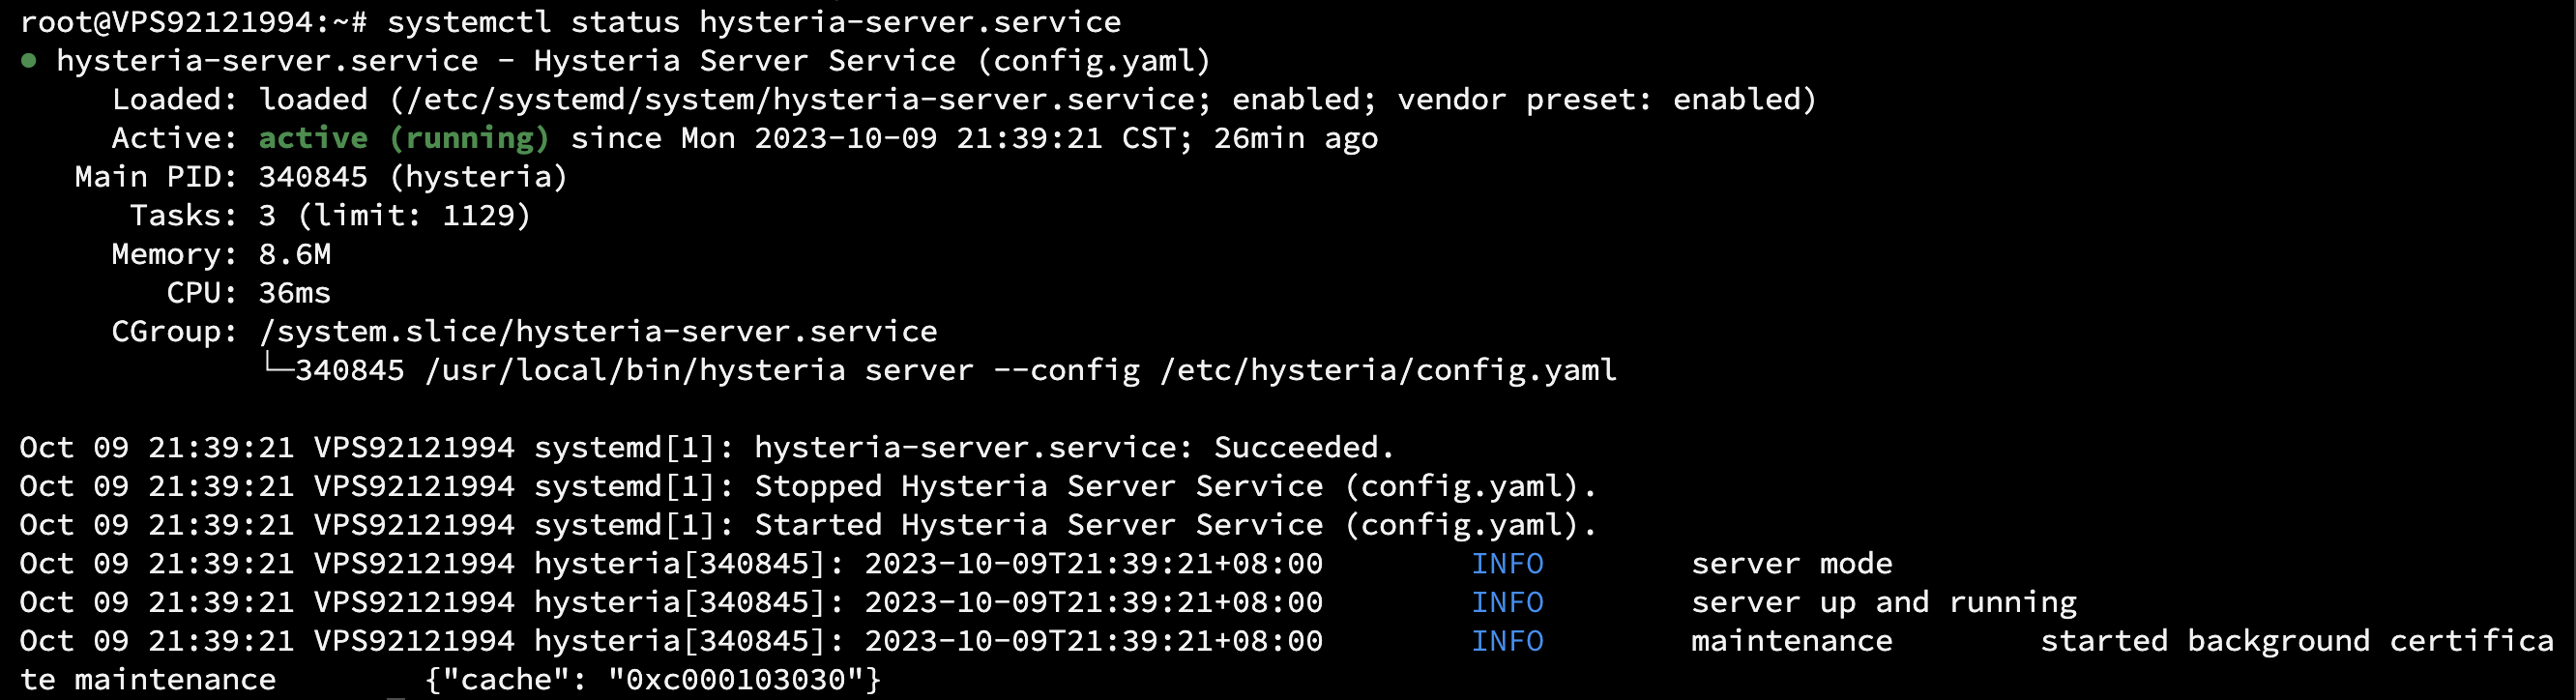 root@VPS92121994:~# systemctl status hysteria-server.service
● hysteria-server.service - Hysteria Server Service (config.yaml)
     Loaded: loaded (/etc/systemd/system/hysteria-server.service; enabled; vendor preset: enabled)
     Active: active (running) since Mon 2023-10-09 21:39:21 CST; 26min ago
   Main PID: 340845 (hysteria)
      Tasks: 3 (limit: 1129)
     Memory: 8.6M
        CPU: 36ms
     CGroup: /system.slice/hysteria-server.service
             └─340845 /usr/local/bin/hysteria server --config /etc/hysteria/config.yaml

Oct 09 21:39:21 VPS92121994 systemd[1]: hysteria-server.service: Succeeded.
Oct 09 21:39:21 VPS92121994 systemd[1]: Stopped Hysteria Server Service (config.yaml).
Oct 09 21:39:21 VPS92121994 systemd[1]: Started Hysteria Server Service (config.yaml).
Oct 09 21:39:21 VPS92121994 hysteria[340845]: 2023-10-09T21:39:21+08:00        INFO        server mode
Oct 09 21:39:21 VPS92121994 hysteria[340845]: 2023-10-09T21:39:21+08:00        INFO        server up and running
Oct 09 21:39:21 VPS92121994 hysteria[340845]: 2023-10-09T21:39:21+08:00        INFO        maintenance        started background certifica
te maintenance        {"cache": "0xc000103030"}